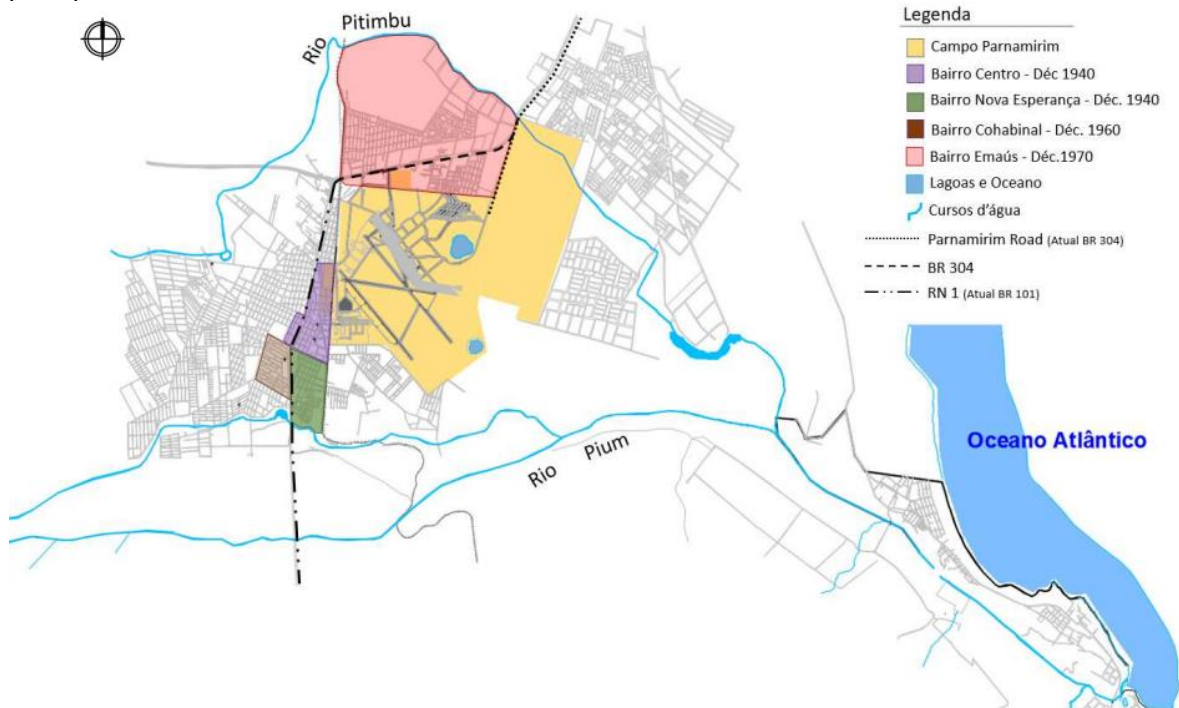 Rio Pitimbu
Legenda
Campo Parnamirim
Bairro Centro - Déc 1940
Bairro Nova Esperança - Déc. 1940
Bairro Cohabinal - Déc. 1960
Bairro Emaús - Déc.1970
Lagoas e Oceano
Cursos d'água
Parnamirim Road (Atual BR 304)
BR 304
RN 1 (Atual BR 101)
Oceano Atlântico
Rio Pium